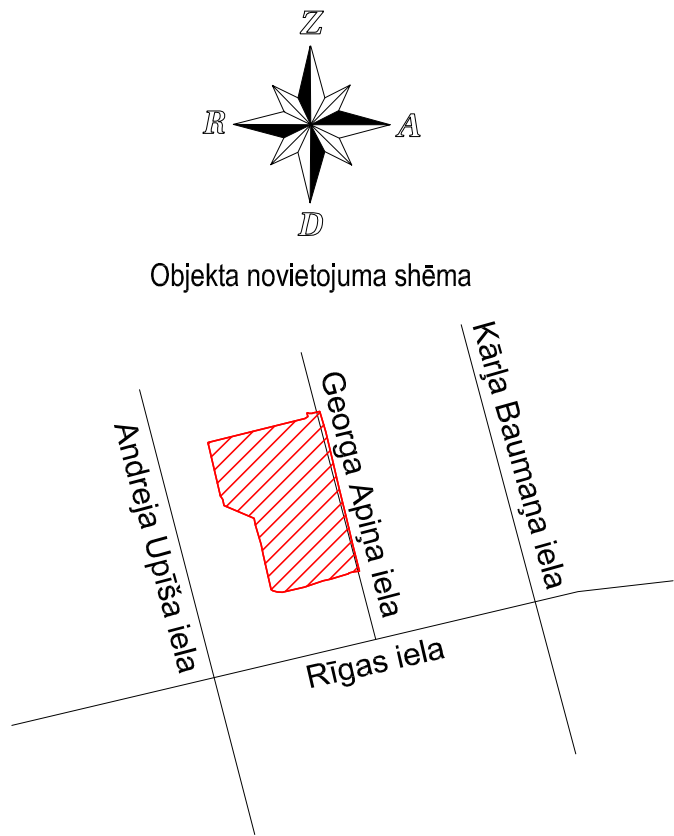 Z
R
A
D
Objekta novietojuma shēma
Andreja Upīša iela
Georga Apiņa iela
Kārļa Baumaņa iela
Rīgas iela